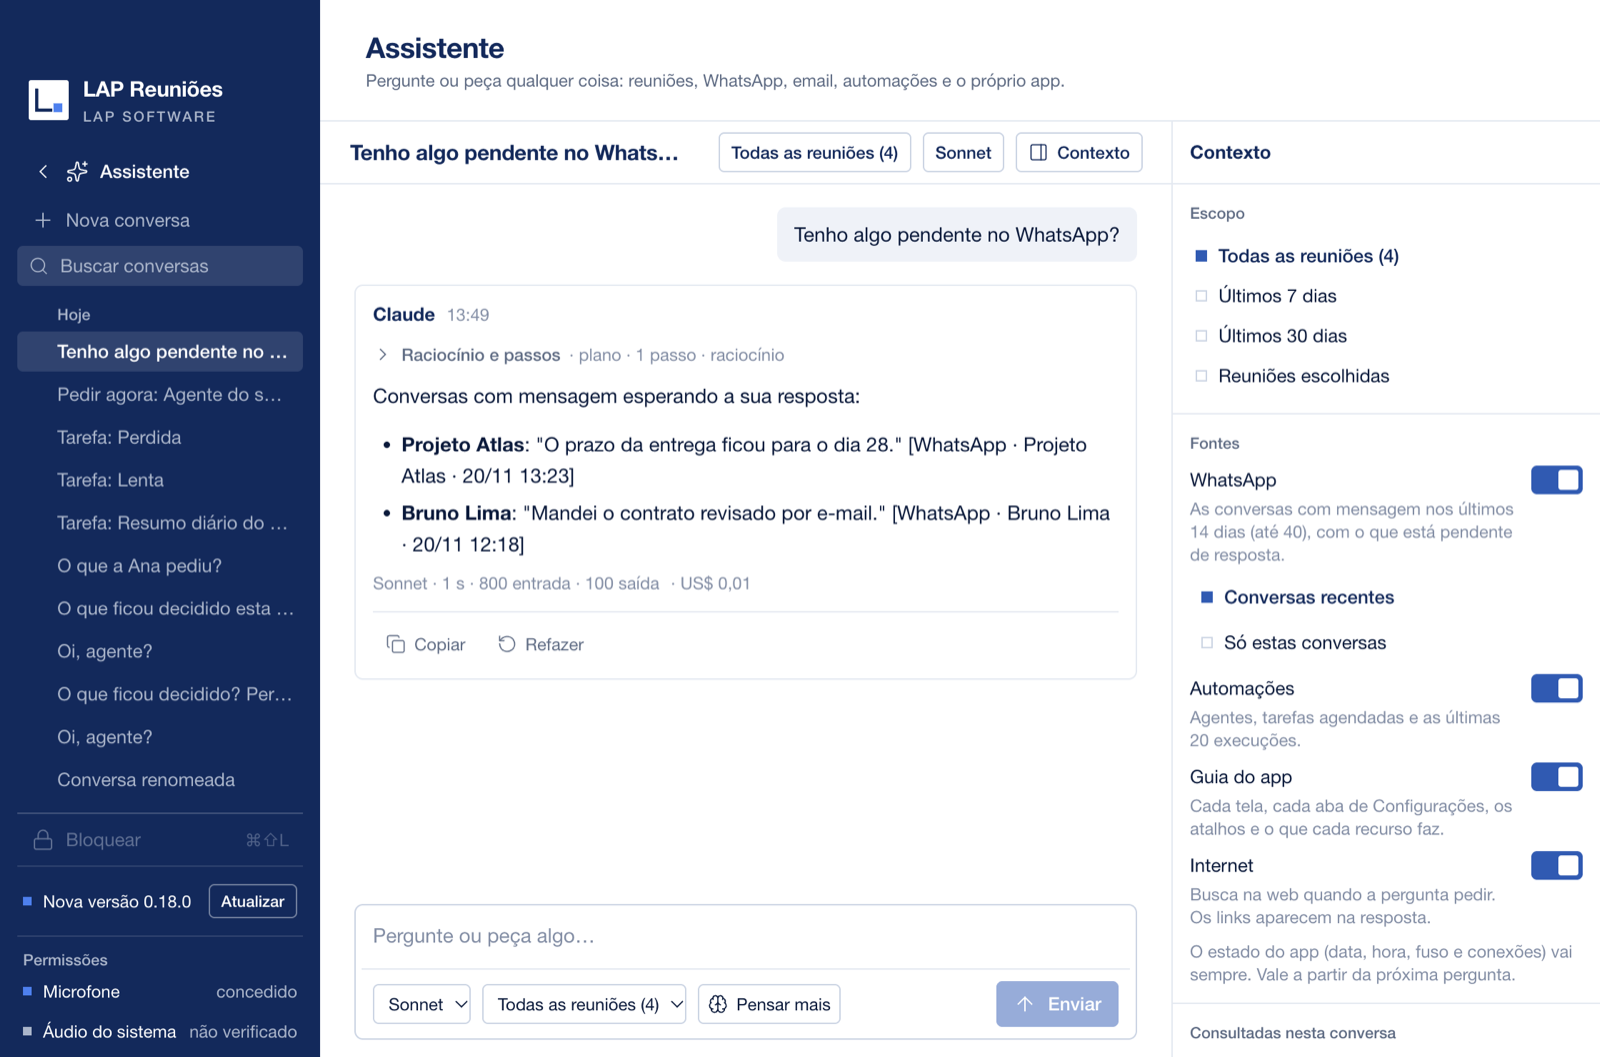 LAP Reuniões
LAP SOFTWARE
Assistente
Nova conversa
Buscar conversas
Hoje
Tenho algo pendente no ...
Pedir agora: Agente do s...
Tarefa: Perdida
Tarefa: Lenta
Tarefa: Resumo diário do ...
O que a Ana pediu?
O que ficou decidido esta ...
Oi, agente?
O que ficou decidido? Per...
Oi, agente?
Conversa renomeada
Bloquear ⌘⇧L
Nova versão 0.18.0 Atualizar
Permissões
Microfone concedido
Áudio do sistema não verificado
Assistente
Pergunte ou peça qualquer coisa: reuniões, WhatsApp, email, automações e o próprio app.
Tenho algo pendente no Whats... Todas as reuniões (4) Sonnet Contexto
Tenho algo pendente no WhatsApp?
Claude 13:49
Raciocínio e passos · plano · 1 passo · raciocínio
Conversas com mensagem esperando a sua resposta:
• Projeto Atlas: "O prazo da entrega ficou para o dia 28." [WhatsApp · Projeto
Atlas · 20/11 13:23]
• Bruno Lima: "Mandei o contrato revisado por e-mail." [WhatsApp · Bruno Lima
· 20/11 12:18]
Sonnet · 1 s · 800 entrada · 100 saída · US$ 0,01
Copiar Refazer
Pergunte ou peça algo...
Sonnet Todas as reuniões (4) Pensar mais Enviar
Contexto
Escopo
Todas as reuniões (4)
Últimos 7 dias
Últimos 30 dias
Reuniões escolhidas
Fontes
WhatsApp
As conversas com mensagem nos últimos
14 dias (até 40), com o que está pendente
de resposta.
Conversas recentes
Só estas conversas
Automações
Agentes, tarefas agendadas e as últimas
20 execuções.
Guia do app
Cada tela, cada aba de Configurações, os
atalhos e o que cada recurso faz.
Internet
Busca na web quando a pergunta pedir.
Os links aparecem na resposta.
O estado do app (data, hora, fuso e conexões) vai
sempre. Vale a partir da próxima pergunta.
Consultadas nesta conversa